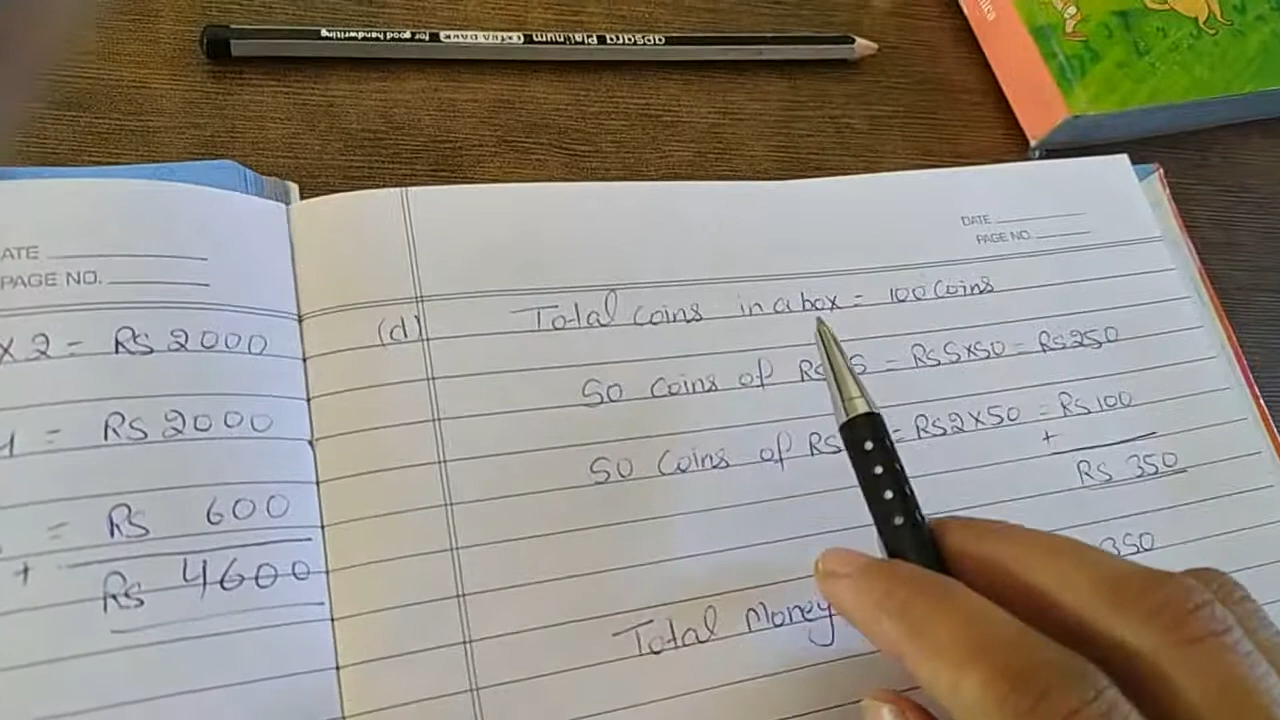 apsara Platinum EXTRA DARK for good handwriting
ATE
PAGE NO.
× 2 = Rs 2000
= Rs 2000
= Rs 600
+
Rs 4600
DATE
PAGE NO.
(d) Total coins in a box = 100 Coins
50 Coins of Rs 5 = Rs 5×50 = Rs 250
50 Coins of Rs = Rs 2×50 = Rs 100
+
Rs 350
350
Total Money